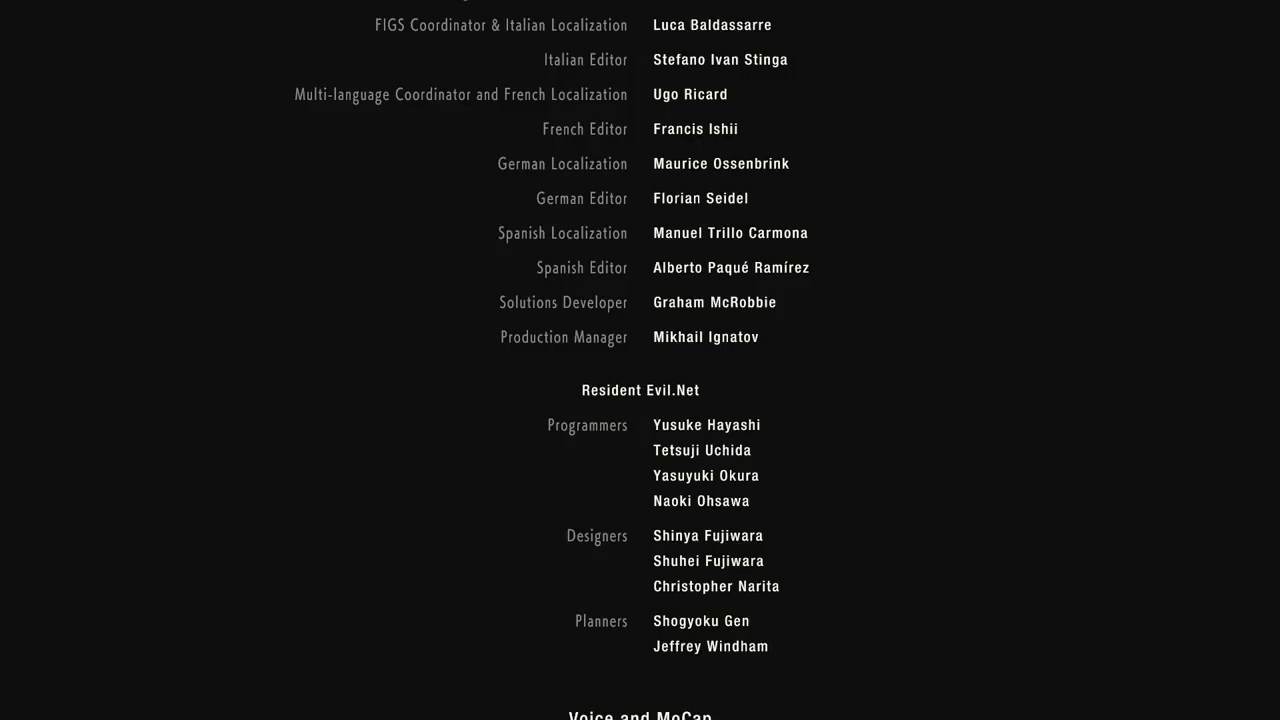 FIGS Coordinator & Italian Localization Luca Baldassarre
Italian Editor Stefano Ivan Stinga
Multi-language Coordinator and French Localization Ugo Ricard
French Editor Francis Ishii
German Localization Maurice Ossenbrink
German Editor Florian Seidel
Spanish Localization Manuel Trillo Carmona
Spanish Editor Alberto Paqué Ramírez
Solutions Developer Graham McRobbie
Production Manager Mikhail Ignatov
Resident Evil.Net
Programmers Yusuke Hayashi
Tetsuji Uchida
Yasuyuki Okura
Naoki Ohsawa
Designers Shinya Fujiwara
Shuhei Fujiwara
Christopher Narita
Planners Shogyoku Gen
Jeffrey Windham
Voice and MoCap